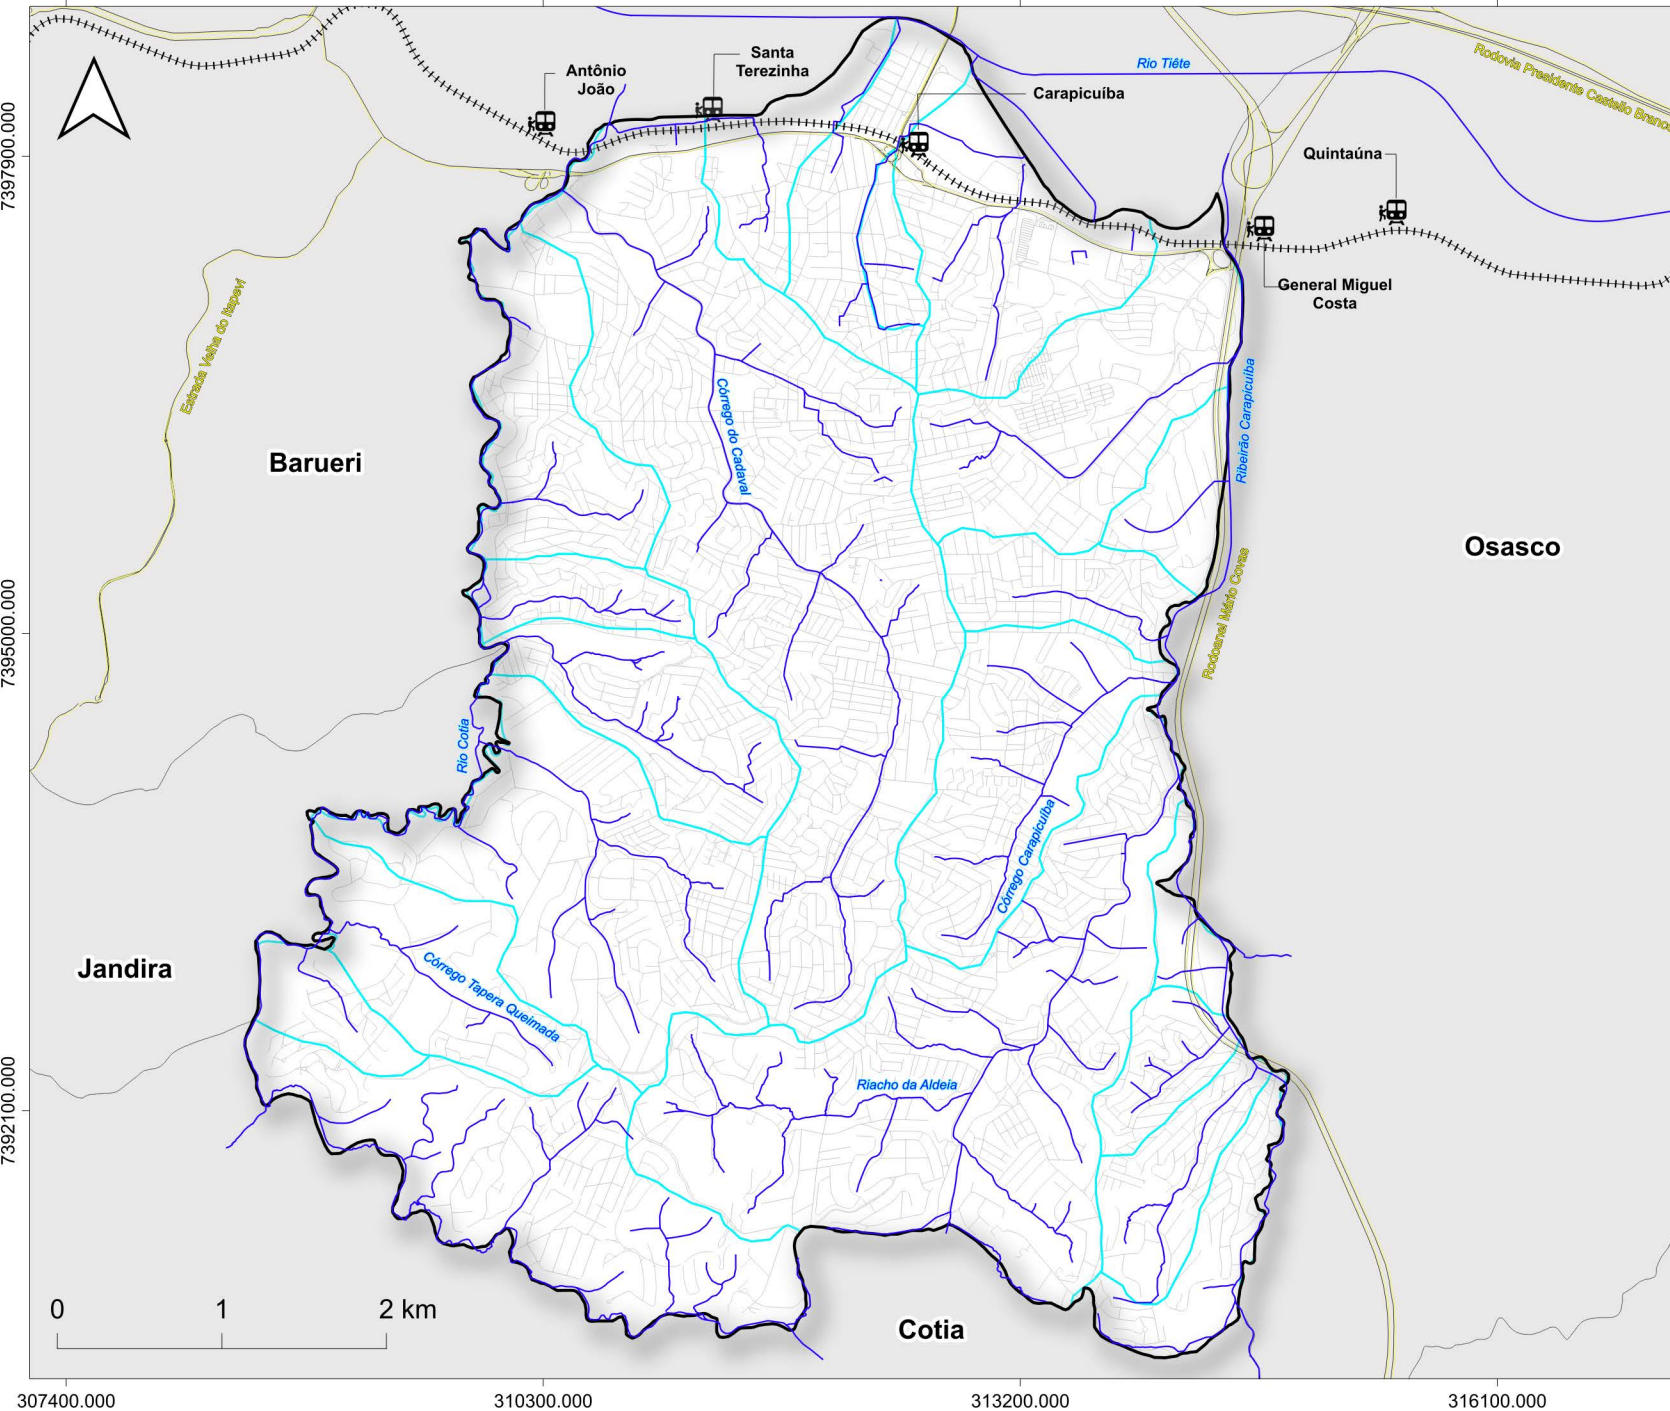 Santa
Terezinha
Antônio
João
Carapicuíba
Rio Tiête
Rodovia Presidente Castello Branco
Quintaúna
General Miguel
Costa
Estrada Velha do Itapevi
Ribeirão Carapicuíba
Córrego do Cadaval
Barueri
Osasco
Rodoanel Mário Covas
Rio Cotia
Córrego Carapicuíba
Jandira
Córrego Tapera Queimada
Riacho da Aldeia
Cotia
0 1 2 km
7397900.000
7395000.000
7392100.000
307400.000 310300.000 313200.000 316100.000